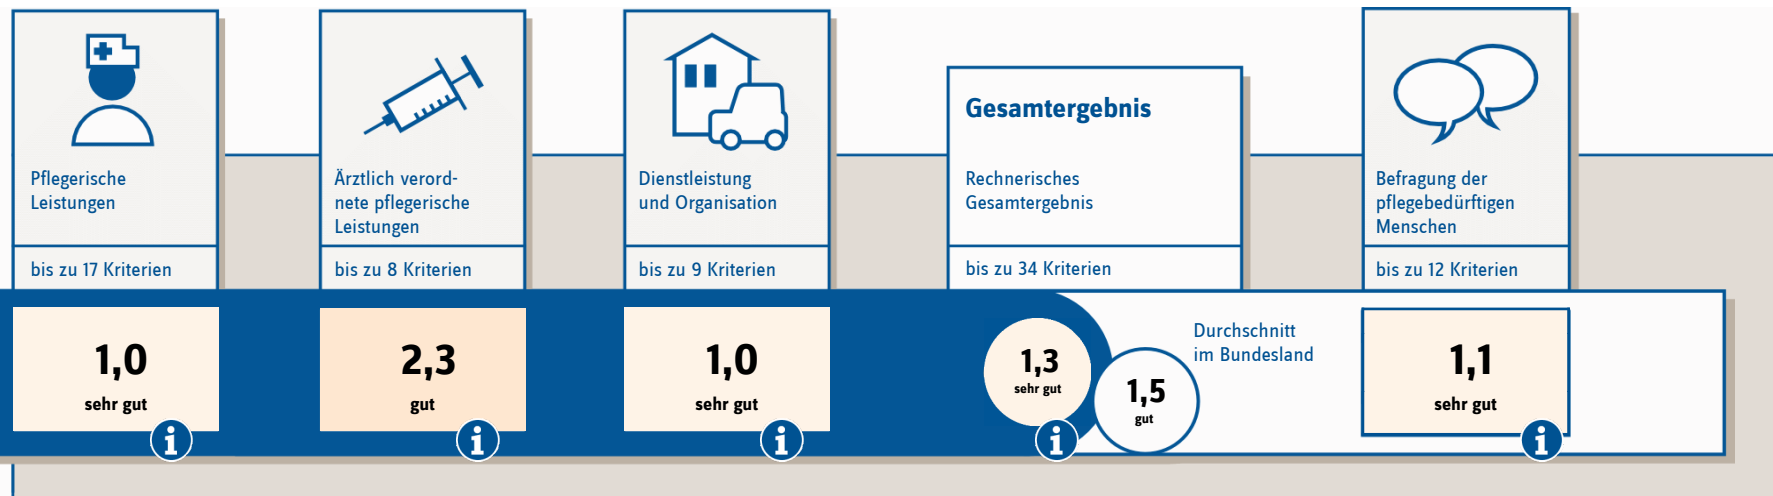 Pflegerische
Leistungen
bis zu 17 Kriterien
1,0
sehr gut
i
Ärztlich verord-
nete pflegerische
Leistungen
bis zu 8 Kriterien
2,3
gut
i
Dienstleistung
und Organisation
bis zu 9 Kriterien
1,0
sehr gut
i
Gesamtergebnis
Rechnerisches
Gesamtergebnis
bis zu 34 Kriterien
1,3
sehr gut
i
1,5
gut
Durchschnitt
im Bundesland
Befragung der
pflegebedürftigen
Menschen
bis zu 12 Kriterien
1,1
sehr gut
i